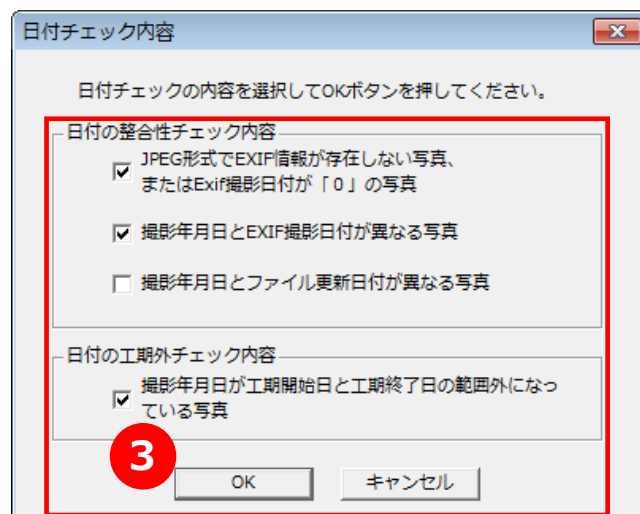 日付チェック内容
日付チェックの内容を選択してOKボタンを押してください。
日付の整合性チェック内容
JPEG形式でEXIF情報が存在しない写真、
またはExif撮影日付が「0」の写真
撮影年月日とEXIF撮影日付が異なる写真
撮影年月日とファイル更新日付が異なる写真
日付の工期外チェック内容
撮影年月日が工期開始日と工期終了日の範囲外になっ
ている写真
3
OK キャンセル